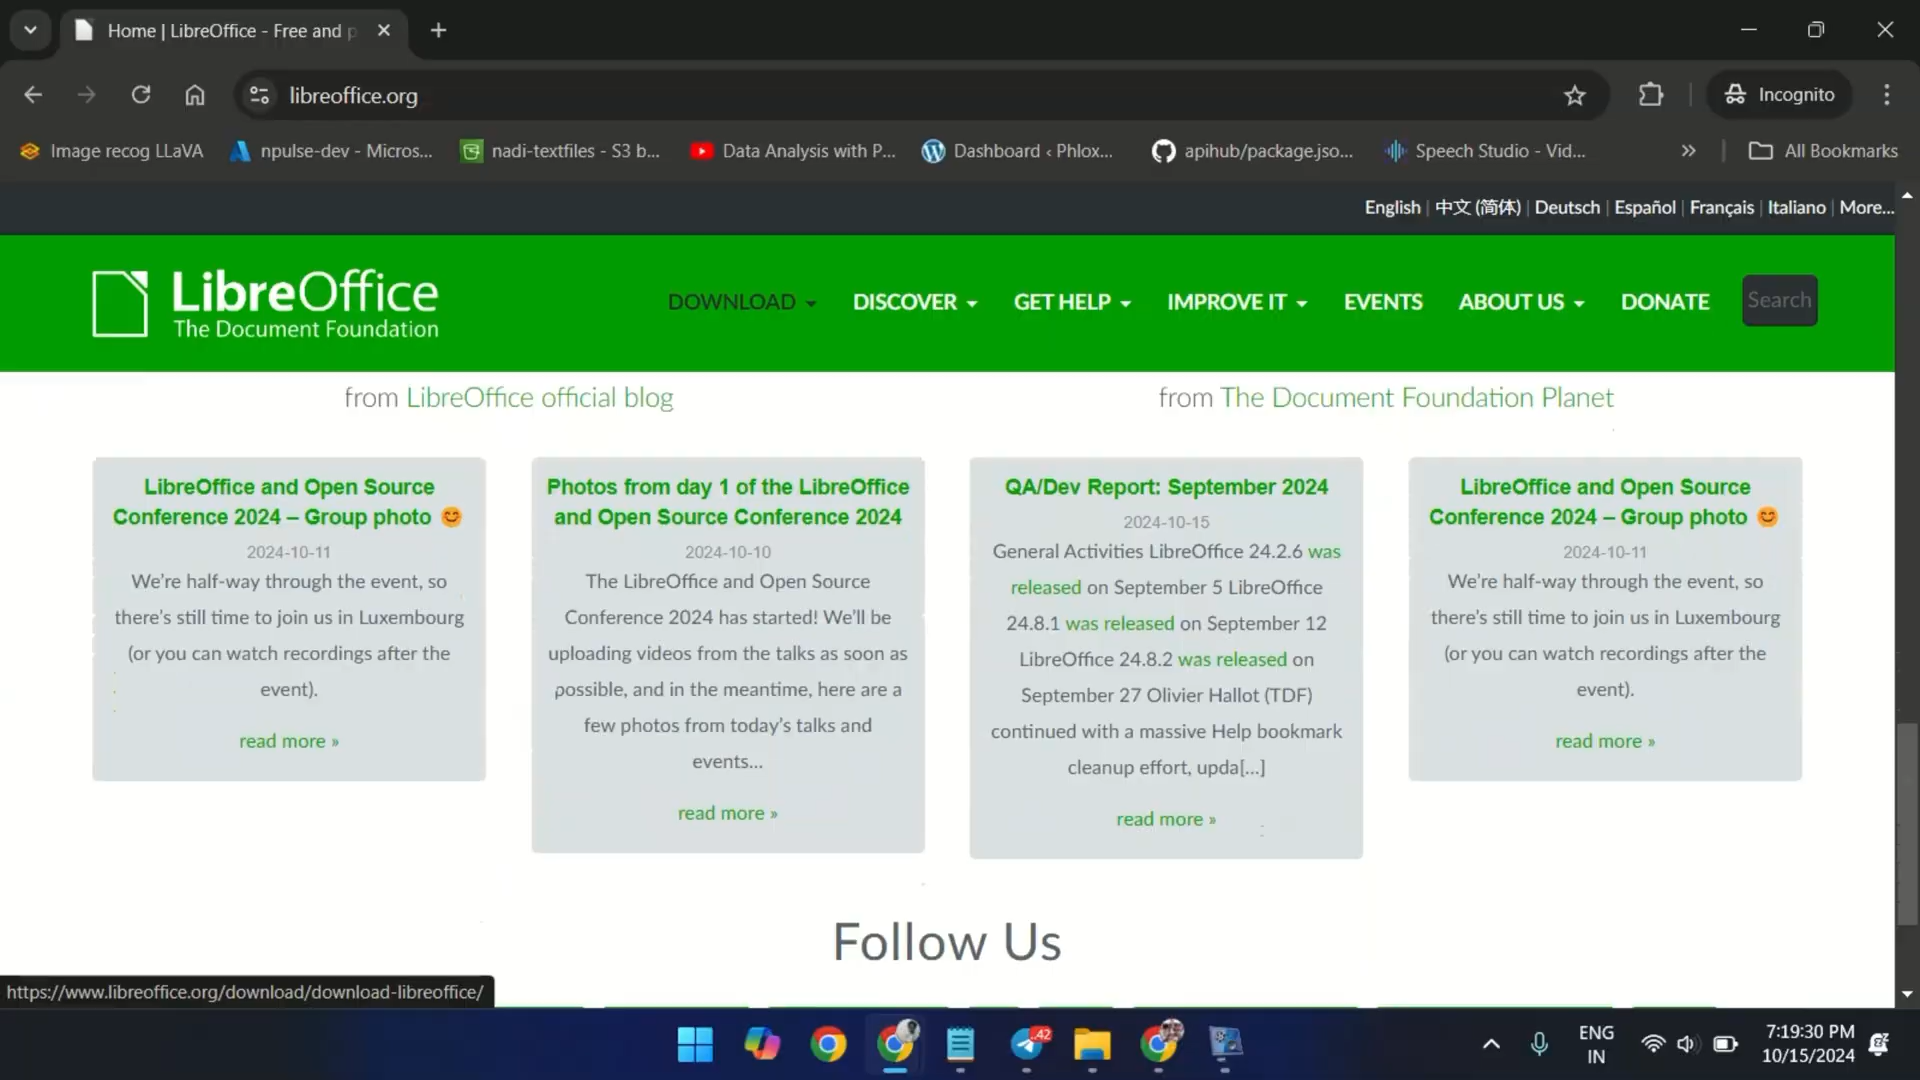 Home | LibreOffice - Free and p
libreoffice.org
Incognito
Image recog LLaVA
npulse-dev - Micros...
nadi-textfiles - S3 b...
Data Analysis with P...
Dashboard ‹ Phlox...
apihub/package.jso...
Speech Studio - Vid...
»
All Bookmarks
English | 中文 (简体) | Deutsch | Español | Français | Italiano | More...
LibreOffice
The Document Foundation
DOWNLOAD
DISCOVER
GET HELP
IMPROVE IT
EVENTS
ABOUT US
DONATE
Search
from LibreOffice official blog
from The Document Foundation Planet
LibreOffice and Open Source
Conference 2024 – Group photo 😊
2024-10-11
We're half-way through the event, so
there's still time to join us in Luxembourg
(or you can watch recordings after the
event).
read more »
Photos from day 1 of the LibreOffice
and Open Source Conference 2024
2024-10-10
The LibreOffice and Open Source
Conference 2024 has started! We'll be
uploading videos from the talks as soon as
possible, and in the meantime, here are a
few photos from today's talks and
events...
read more »
QA/Dev Report: September 2024
2024-10-15
General Activities LibreOffice 24.2.6 was
released on September 5 LibreOffice
24.8.1 was released on September 12
LibreOffice 24.8.2 was released on
September 27 Olivier Hallot (TDF)
continued with a massive Help bookmark
cleanup effort, upda[...]
read more »
LibreOffice and Open Source
Conference 2024 – Group photo 😊
2024-10-11
We're half-way through the event, so
there's still time to join us in Luxembourg
(or you can watch recordings after the
event).
read more »
Follow Us
https://www.libreoffice.org/download/download-libreoffice/
42
ENG
IN
7:19:30 PM
10/15/2024